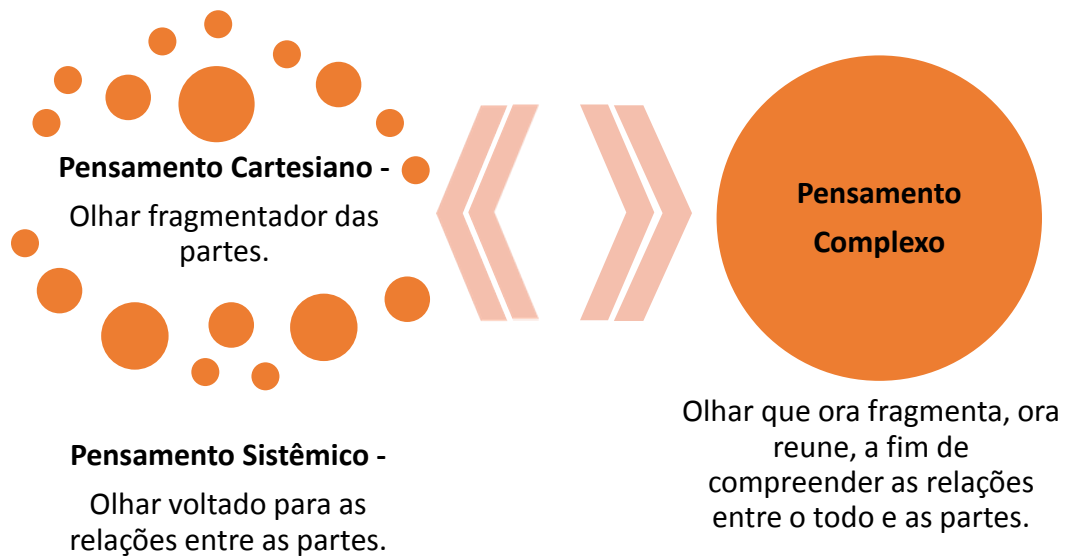 Pensamento Cartesiano -
Olhar fragmentador das
partes.
Pensamento Sistêmico -
Olhar voltado para as
relações entre as partes.
Pensamento
Complexo
Olhar que ora fragmenta, ora
reune, a fim de
compreender as relações
entre o todo e as partes.